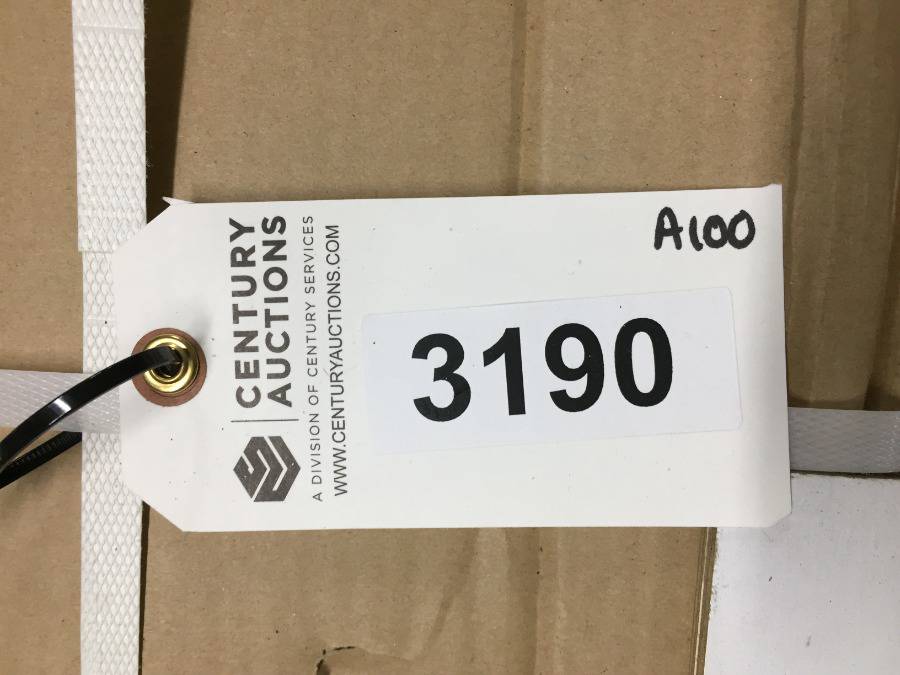 CENTURY
AUCTIONS
A DIVISION OF CENTURY SERVICES
WWW.CENTURYAUCTIONS.COM
A100
3190